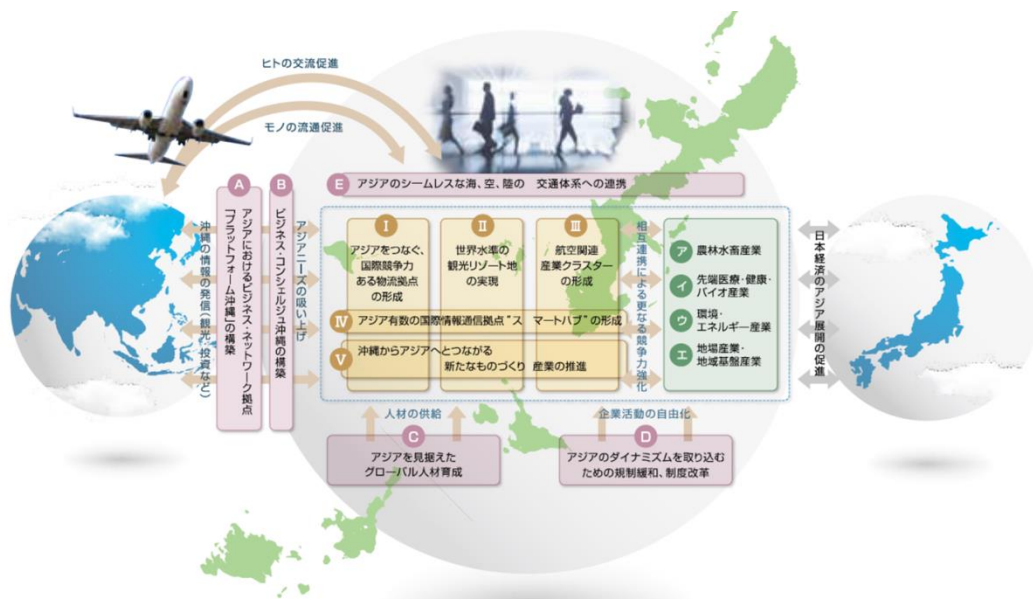 ヒトの交流促進
モノの流通促進
E
アジアのシームレスな海、空、陸の 交通体系への連携
沖縄の情報の発信(観光、投資など)
A
アジアにおけるビジネス・ネットワーク拠点
「プラットフォーム沖縄」の構築
B
ビジネス・コンシェルジュ沖縄の構築
アジアニーズの吸い上げ
Ⅰ
アジアをつなぐ、
国際競争力
ある物流拠点
の形成
Ⅱ
世界水準の
観光リゾート地
の実現
Ⅲ
航空関連
産業クラスター
の形成
Ⅳ
アジア有数の国際情報通信拠点“ス マートハブ”の形成
Ⅴ
沖縄からアジアへとつながる
新たなものづくり 産業の推進
相互連携による更なる競争力強化
ア
農林水畜産業
イ
先端医療・健康・
バイオ産業
ウ
環境・
エネルギー産業
エ
地場産業・
地域基盤産業
日本経済のアジア展開の促進
人材の供給
企業活動の自由化
C
アジアを見据えた
グローバル人材育成
D
アジアのダイナミズムを取り込む
ための規制緩和、制度改革